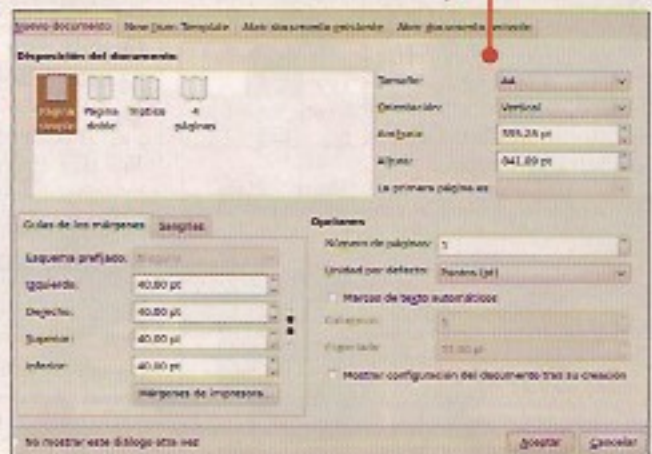 Nuevo documento New from Template Abrir documento existente Abrir documento reciente
Disposición del documento
Página simple
Página doble
Tríptico
4 páginas
Tamaño: A4
Orientación: Vertical
Anchura: 595,28 pt
Altura: 841,89 pt
La primera página es:
Guías de los márgenes Sangrías
Esquema prefijado: Ninguno
Izquierdo: 40,00 pt
Derecho: 40,00 pt
Superior: 40,00 pt
Inferior: 40,00 pt
Márgenes de impresora...
Opciones
Número de páginas: 1
Unidad por defecto: Puntos (pt)
Marcos de texto automáticos
Columnas: 1
Espaciado: 11,00 pt
Mostrar configuración del documento tras su creación
No mostrar este diálogo otra vez
Aceptar Cancelar